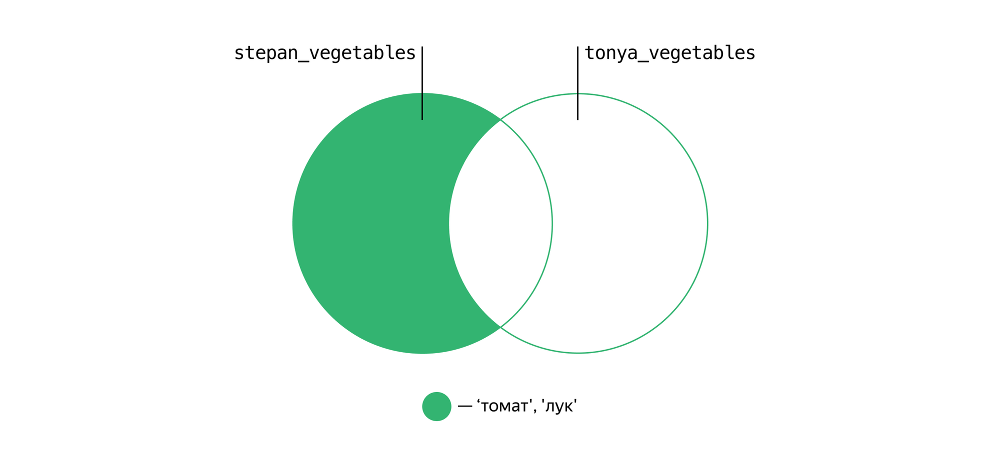 stepan_vegetables
tonya_vegetables
— ‘томат', 'лук'